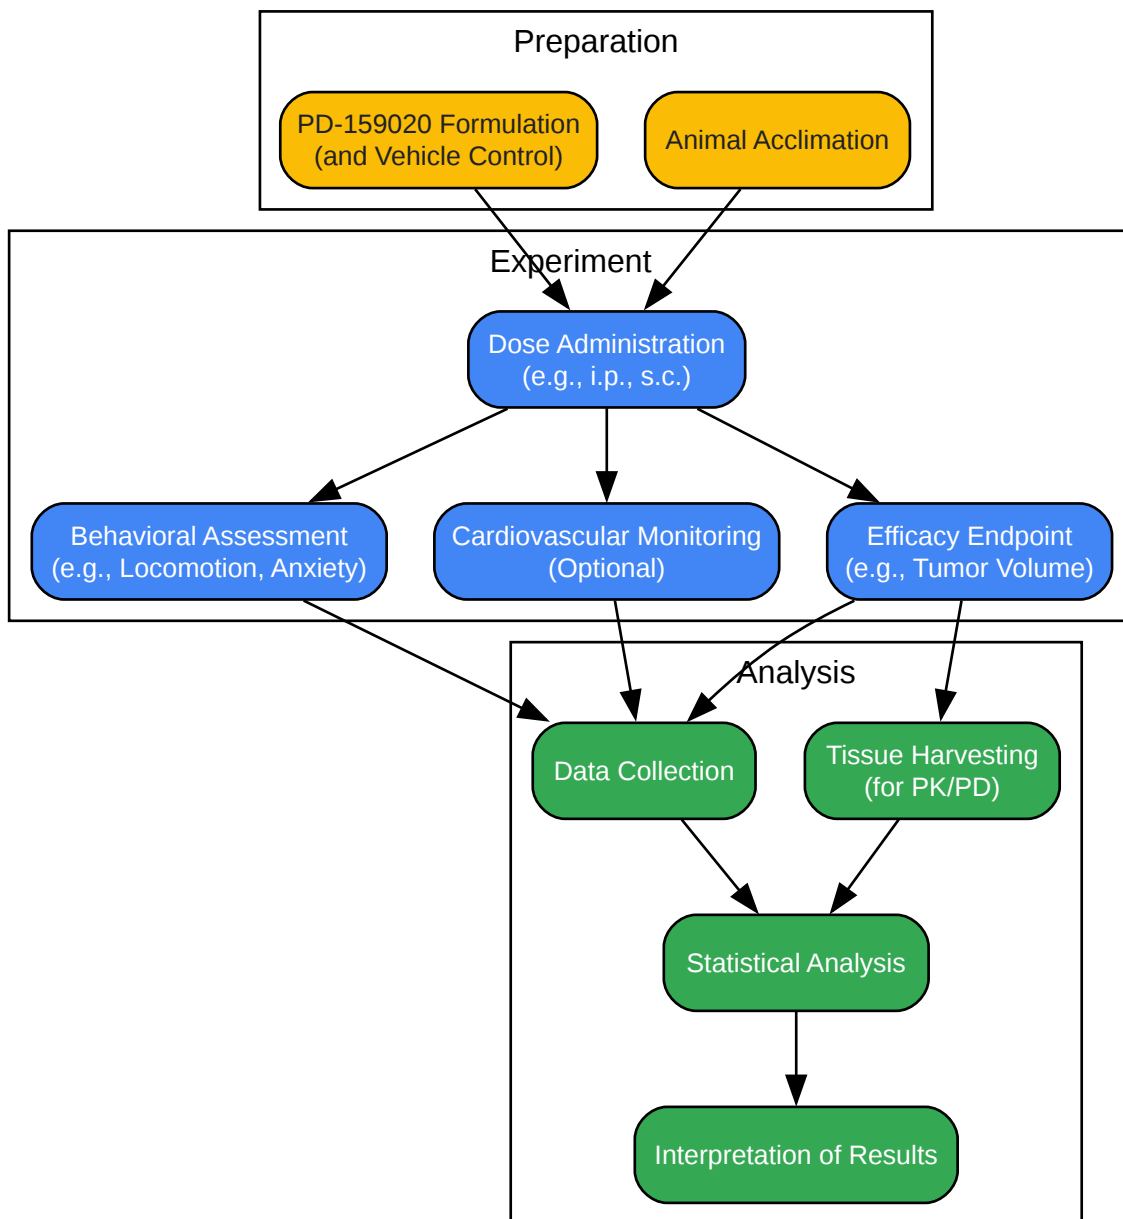 Preparation
PD-159020 Formulation
(and Vehicle Control)
Animal Acclimation
Experiment
Dose Administration
(e.g., i.p., s.c.)
Behavioral Assessment
(e.g., Locomotion, Anxiety)
Cardiovascular Monitoring
(Optional)
Efficacy Endpoint
(e.g., Tumor Volume)
Analysis
Data Collection
Tissue Harvesting
(for PK/PD)
Statistical Analysis
Interpretation of Results